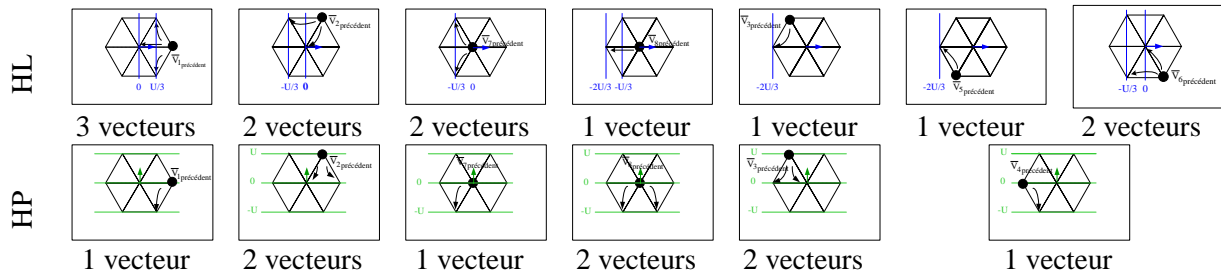 HL
V̅1précédent
0 U/3
3 vecteurs
V̅2précédent
-U/3 0
2 vecteurs
V̅7précédent
-U/3
2 vecteurs
V̅8précédent
-2U/3 -U/3
1 vecteur
V̅3précédent
-2U/3
1 vecteur
V̅5précédent
-2U/3
1 vecteur
V̅6précédent
-U/3 0
2 vecteurs
HP
V̅1précédent
1 vecteur
U
V̅2précédent
0
-U
2 vecteurs
U
V̅7précédent
0
-U
1 vecteur
U
précédent
0
-U
2 vecteurs
U
V̅3précédent
0
-U
2 vecteurs
U
V̅4précédent
0
-U
1 vecteur